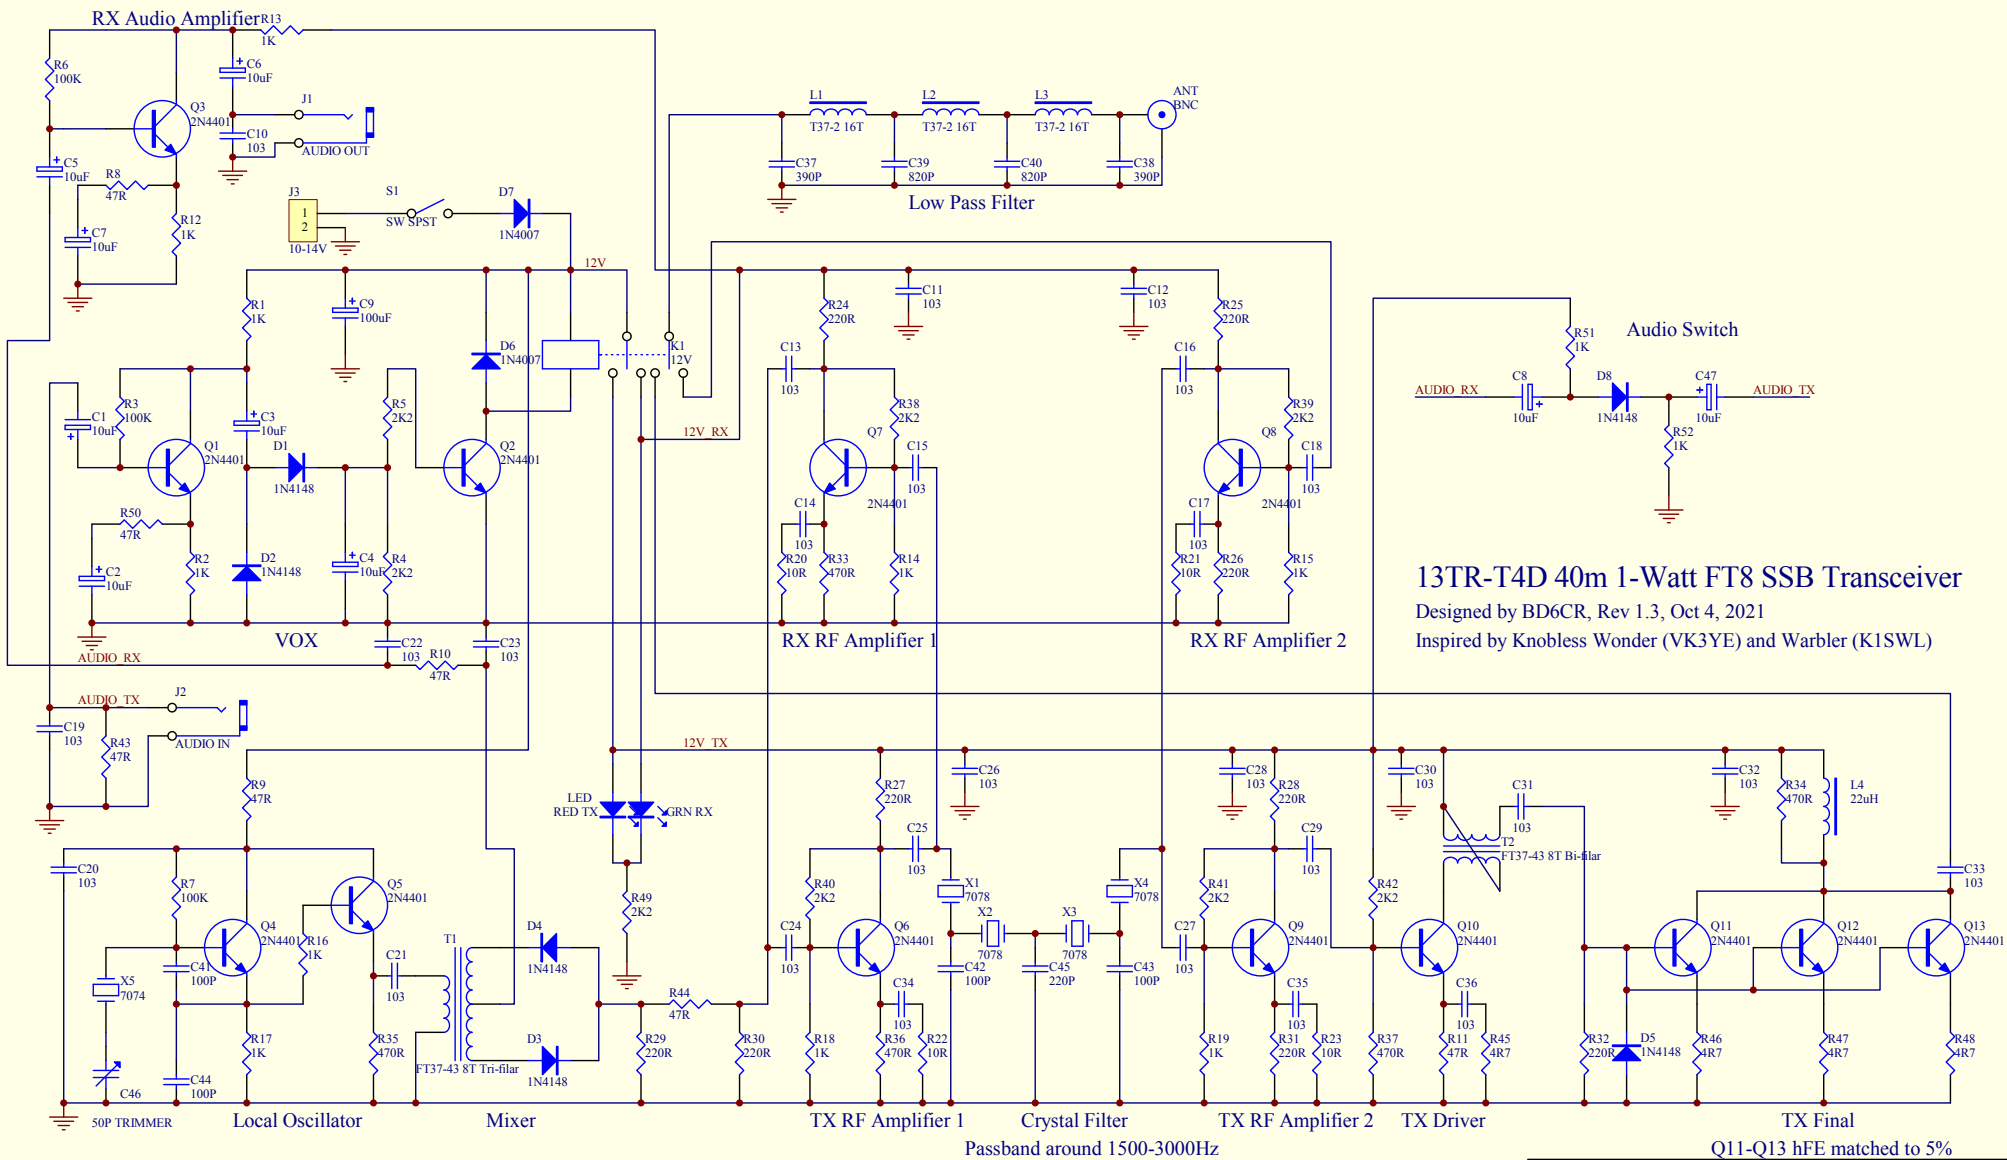 RX Audio Amplifier
R13
1K
R6
100K
C6
10uF
Q3
2N4401
J1
C10
103
AUDIO OUT
C5
10uF
R8
47R
C7
10uF
R12
1K
J3
1
2
10-14V
S1
SW SPST
D7
1N4007
L1
T37-2 16T
L2
T37-2 16T
L3
T37-2 16T
ANT
BNC
C37
390P
C39
820P
C40
820P
C38
390P
Low Pass Filter
12V
R1
1K
C9
100uF
D6
1N4007
K1
12V
R24
220R
C11
103
C12
103
R25
220R
R51
1K
Audio Switch
C1
10uF
R3
100K
C3
10uF
R5
2K2
C13
103
R38
2K2
C16
103
R39
2K2
AUDIO_RX
C8
10uF
D8
1N4148
C47
10uF
AUDIO_TX
R52
1K
Q1
2N4401
D1
1N4148
Q2
2N4401
12V_RX
Q7
2N4401
C15
103
Q8
2N4401
C18
103
R50
47R
C2
10uF
R2
1K
D2
1N4148
C4
10uF
R4
2K2
C14
103
R20
10R
R33
470R
R14
1K
C17
103
R21
10R
R26
220R
R15
1K
13TR-T4D 40m 1-Watt FT8 SSB Transceiver
Designed by BD6CR, Rev 1.3, Oct 4, 2021
Inspired by Knobless Wonder (VK3YE) and Warbler (K1SWL)
VOX
RX RF Amplifier 1
RX RF Amplifier 2
AUDIO_RX
C22
103
R10
47R
C23
103
AUDIO_TX
J2
AUDIO IN
C19
103
R43
47R
12V_TX
R9
47R
LED
RED TX
GRN RX
R27
220R
C26
103
C28
103
R28
220R
C30
103
C31
103
T2
FT37-43 8T Bi-filar
C32
103
R34
470R
L4
22uH
C20
103
R7
100K
Q5
2N4401
Q4
2N4401
R16
1K
R49
2K2
R40
2K2
C25
103
X1
7078
X4
7078
X2
7078
X3
7078
R41
2K2
C29
103
R42
2K2
C33
103
X5
7074
C41
100P
C21
103
T1
FT37-43 8T Tri-filar
D4
1N4148
C24
103
Q6
2N4401
C42
100P
C45
220P
C43
100P
C27
103
Q9
2N4401
Q10
2N4401
Q11
2N4401
Q12
2N4401
Q13
2N4401
R44
47R
C34
103
C35
103
C36
103
R17
1K
R35
470R
D3
1N4148
R29
220R
R30
220R
R18
1K
R36
470R
R22
10R
R19
1K
R31
220R
R23
10R
R37
470R
R11
47R
R45
4R7
R32
220R
D5
1N4148
R46
4R7
R47
4R7
R48
4R7
C46
50P TRIMMER
C44
100P
Local Oscillator
Mixer
TX RF Amplifier 1
Crystal Filter
TX RF Amplifier 2
TX Driver
TX Final
Passband around 1500-3000Hz
Q11-Q13 hFE matched to 5%